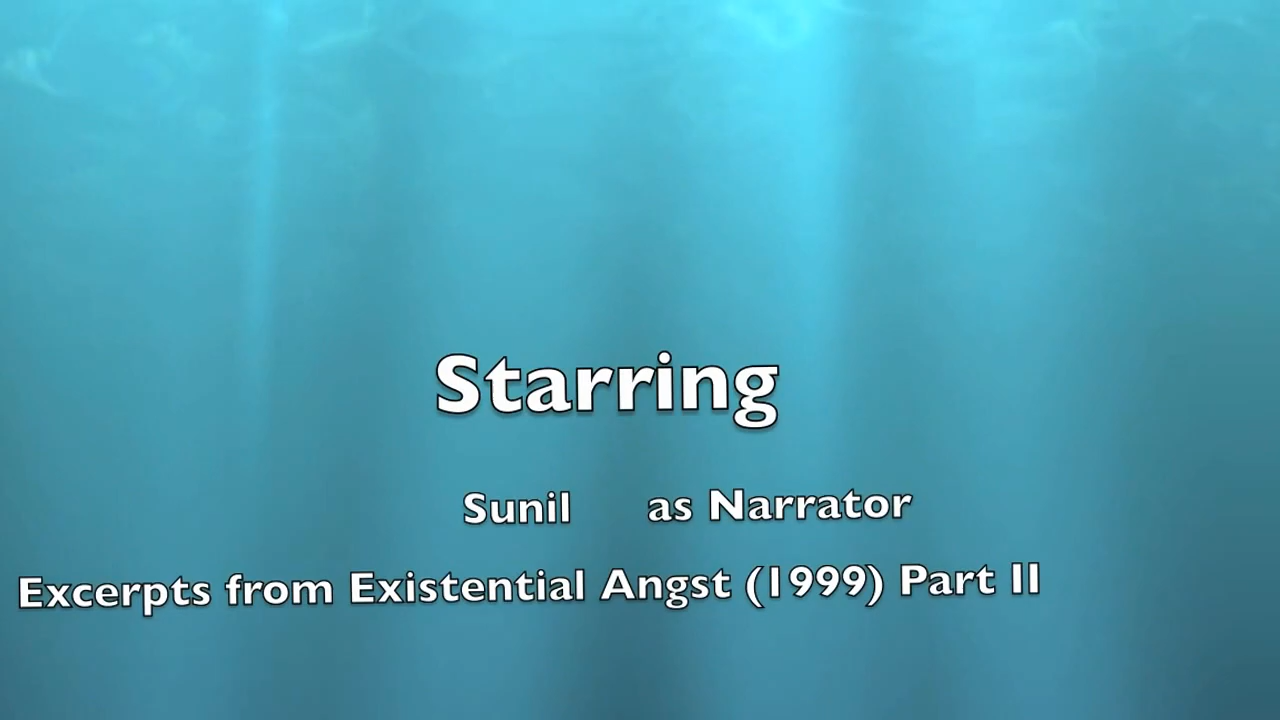 Starring
Sunil as Narrator
Excerpts from Existential Angst (1999) Part II